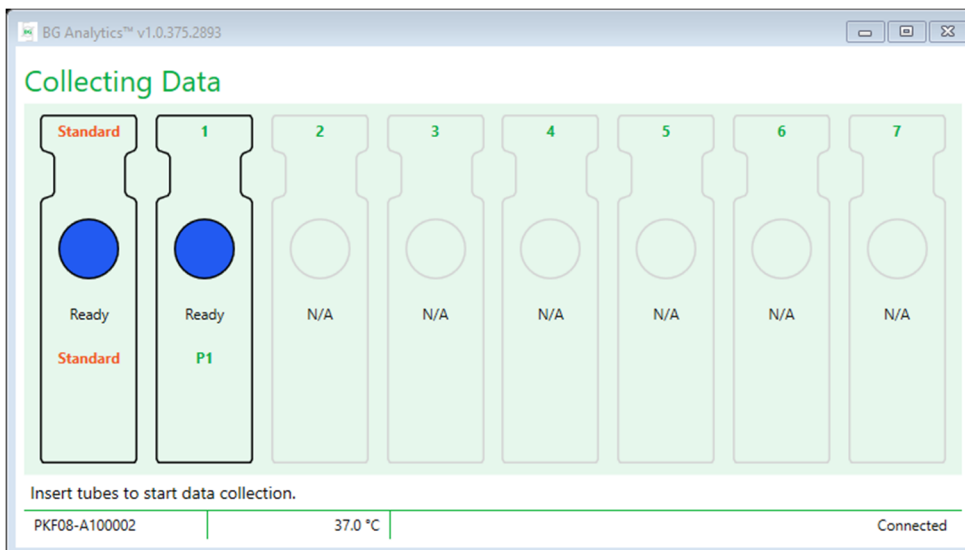 BG Analytics™ v1.0.375.2893
Collecting Data
Standard 1 2 3 4 5 6 7
Ready Ready N/A N/A N/A N/A N/A N/A
Standard P1
Insert tubes to start data collection.
PKF08-A100002 37.0 °C Connected